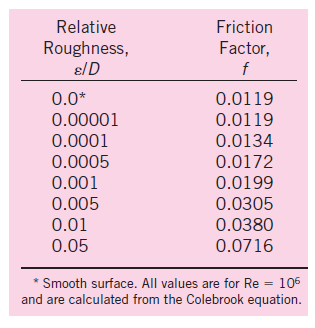 Relative Friction
Roughness, Factor,
ε/D f
0.0* 0.0119
0.00001 0.0119
0.0001 0.0134
0.0005 0.0172
0.001 0.0199
0.005 0.0305
0.01 0.0380
0.05 0.0716
* Smooth surface. All values are for Re = 10⁶
and are calculated from the Colebrook equation.